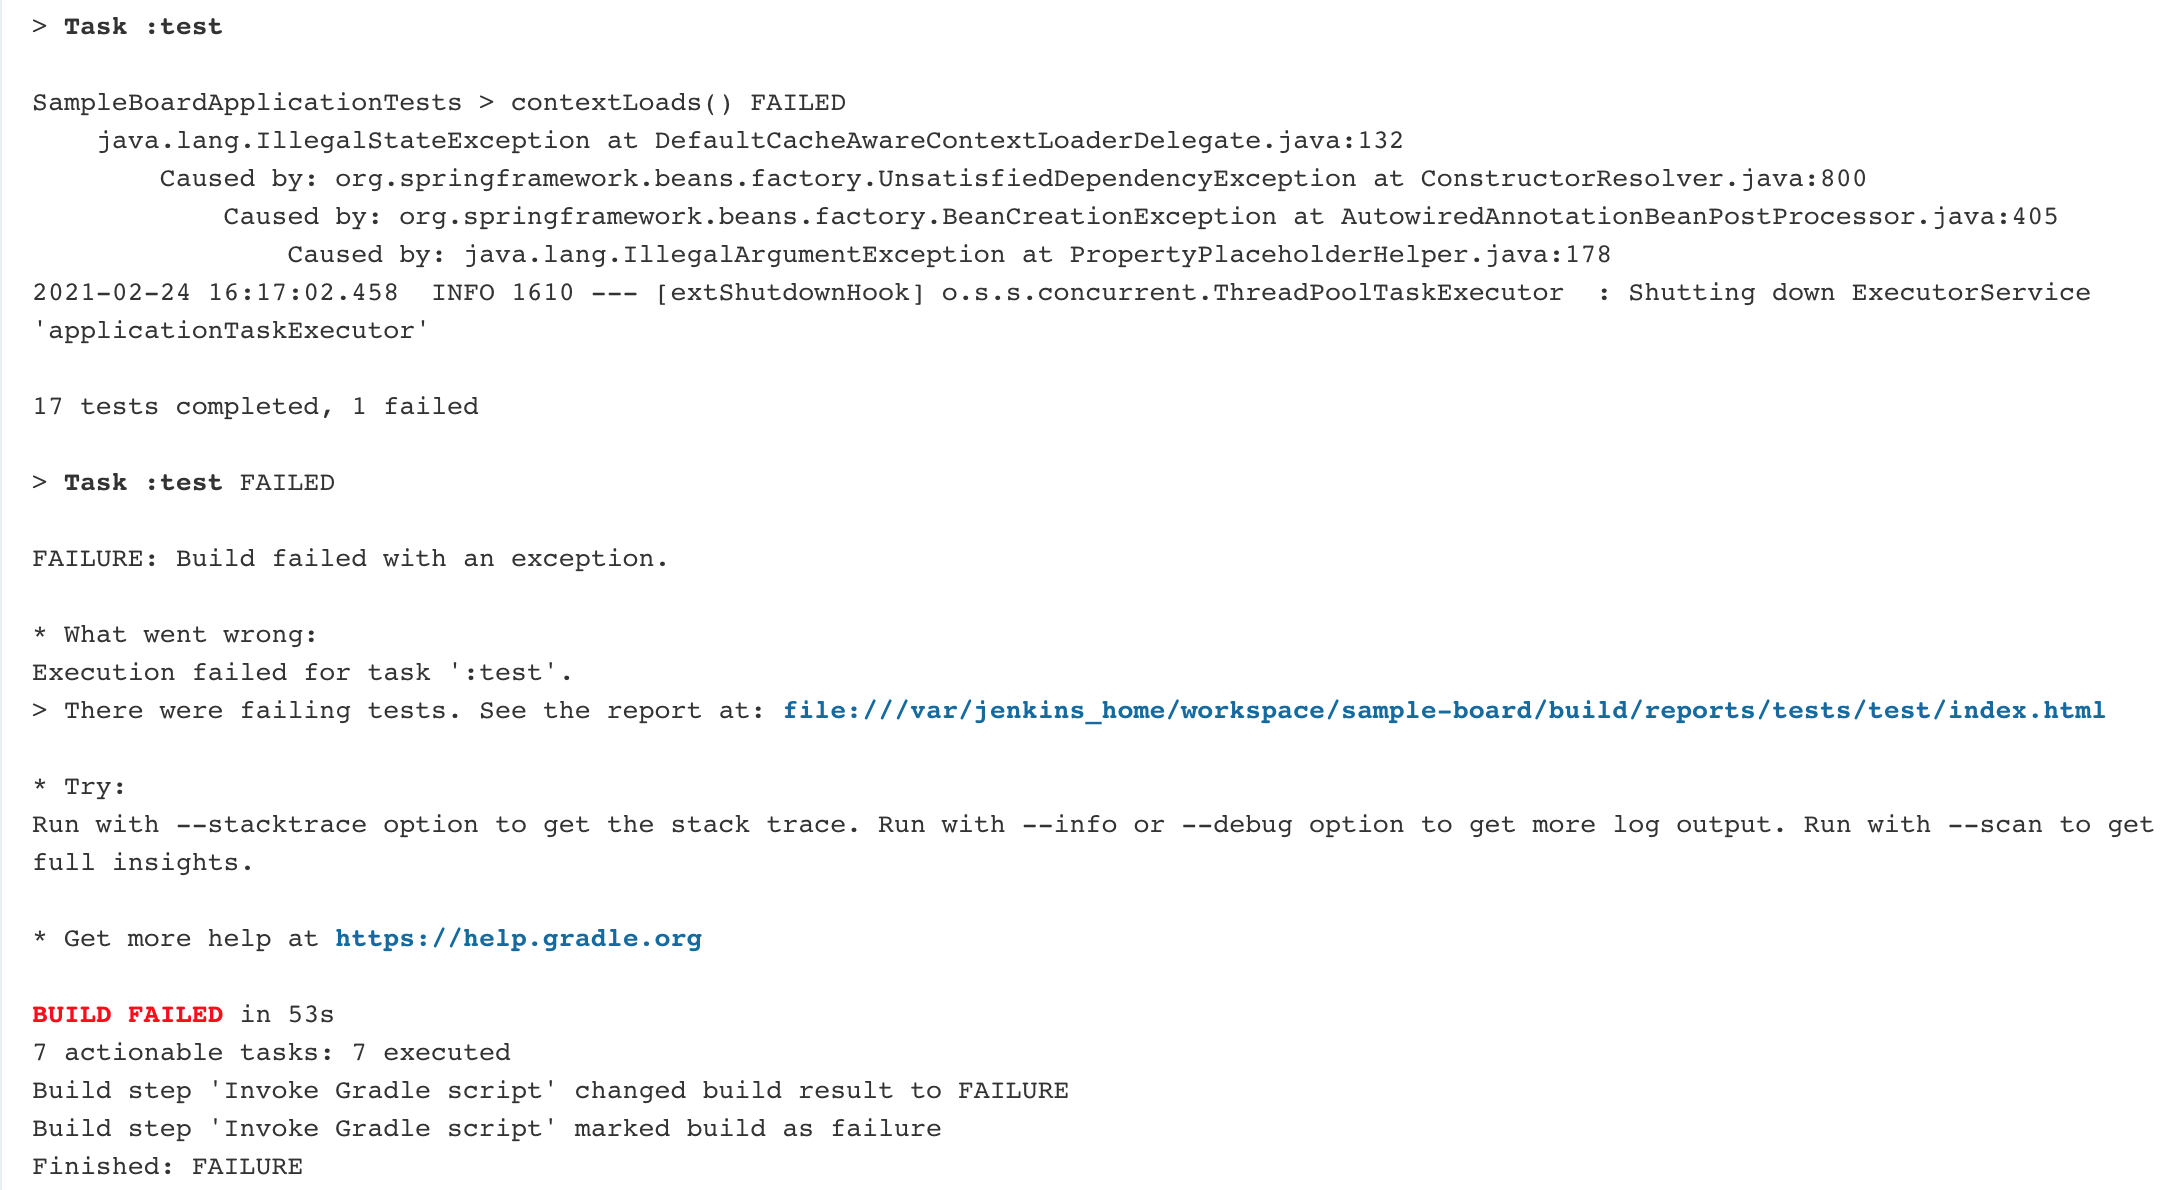 > Task :test
SampleBoardApplicationTests > contextLoads() FAILED
java.lang.IllegalStateException at DefaultCacheAwareContextLoaderDelegate.java:132
Caused by: org.springframework.beans.factory.UnsatisfiedDependencyException at ConstructorResolver.java:800
Caused by: org.springframework.beans.factory.BeanCreationException at AutowiredAnnotationBeanPostProcessor.java:405
Caused by: java.lang.IllegalArgumentException at PropertyPlaceholderHelper.java:178
2021-02-24 16:17:02.458  INFO 1610 --- [extShutdownHook] o.s.s.concurrent.ThreadPoolTaskExecutor  : Shutting down ExecutorService
'applicationTaskExecutor'
17 tests completed, 1 failed
> Task :test FAILED
FAILURE: Build failed with an exception.
* What went wrong:
Execution failed for task ':test'.
> There were failing tests. See the report at: file:///var/jenkins_home/workspace/sample-board/build/reports/tests/test/index.html
* Try:
Run with --stacktrace option to get the stack trace. Run with --info or --debug option to get more log output. Run with --scan to get
full insights.
* Get more help at https://help.gradle.org
BUILD FAILED in 53s
7 actionable tasks: 7 executed
Build step 'Invoke Gradle script' changed build result to FAILURE
Build step 'Invoke Gradle script' marked build as failure
Finished: FAILURE